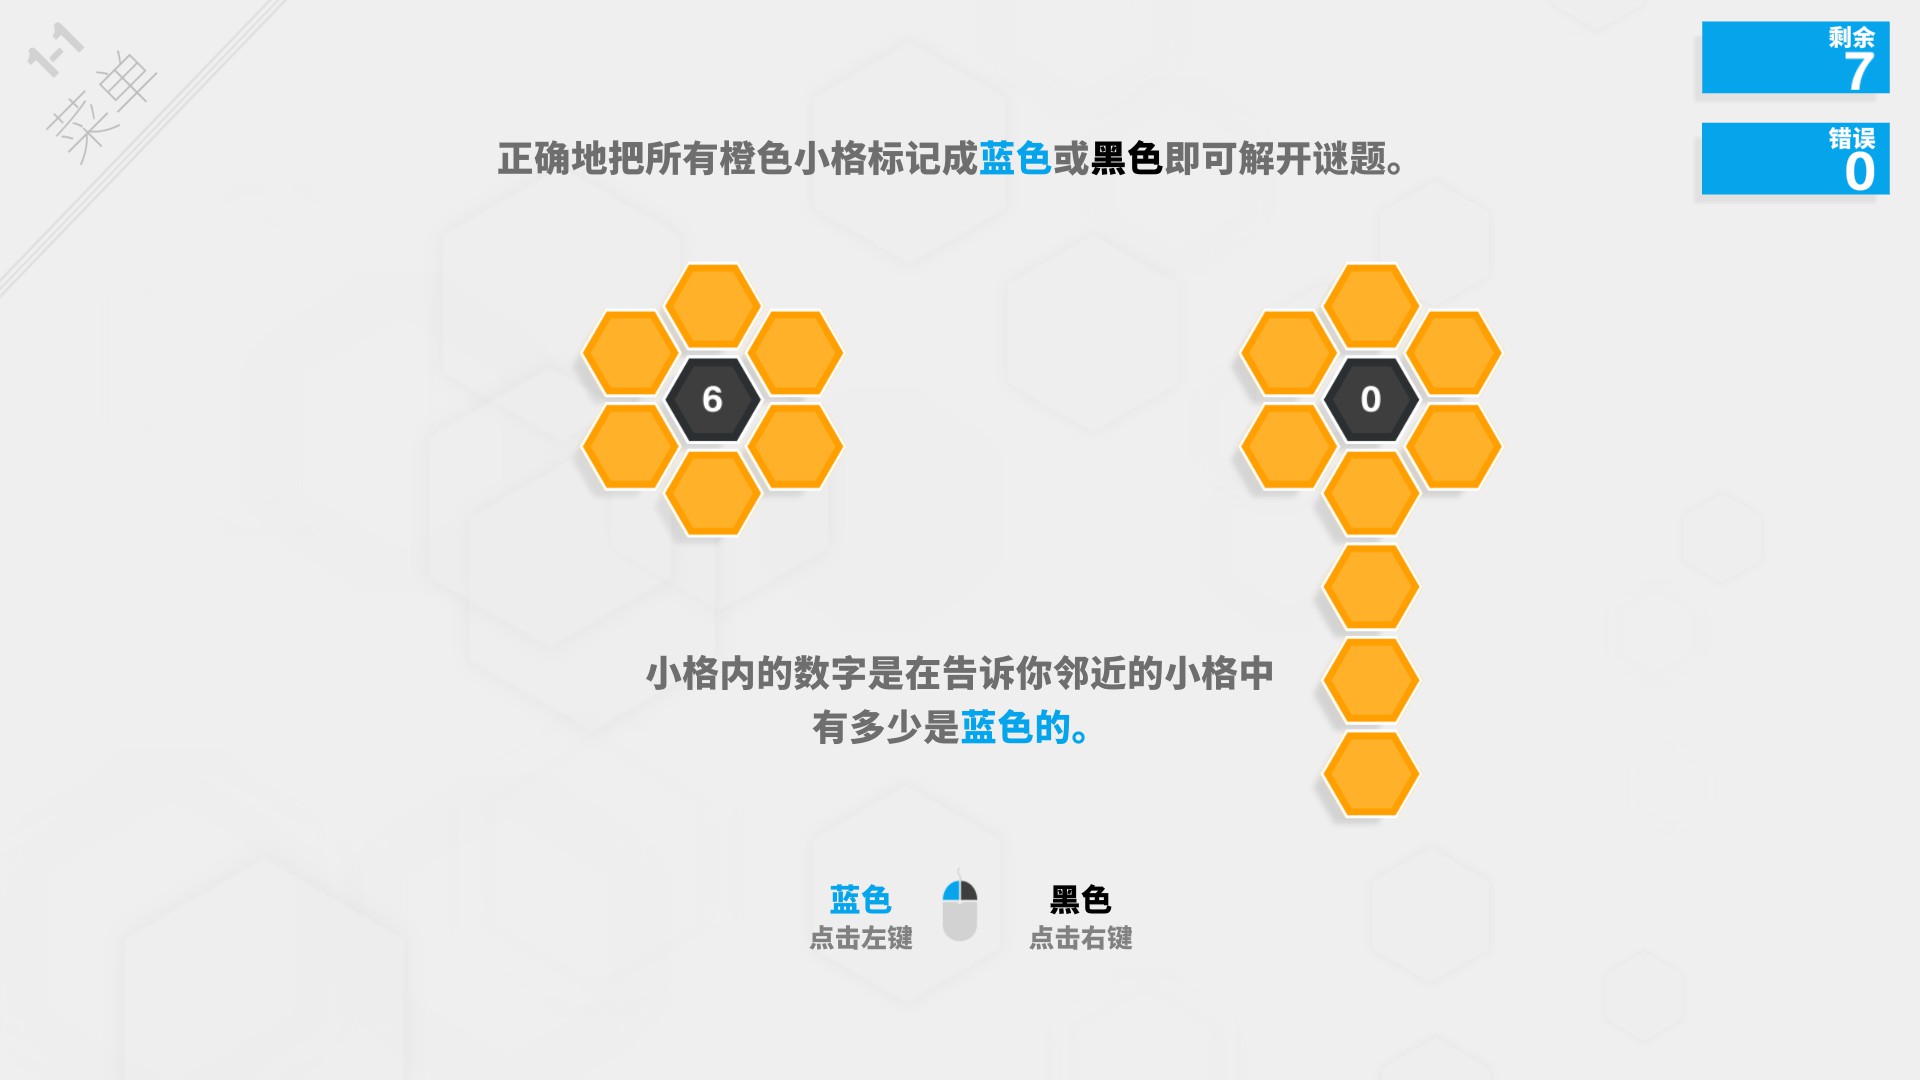 1-1
菜单
剩余
7
错误
0
正确地把所有橙色小格标记成蓝色或黑色即可解开谜题。
6
0
小格内的数字是在告诉你邻近的小格中
有多少是蓝色的。
蓝色
点击左键
黑色
点击右键